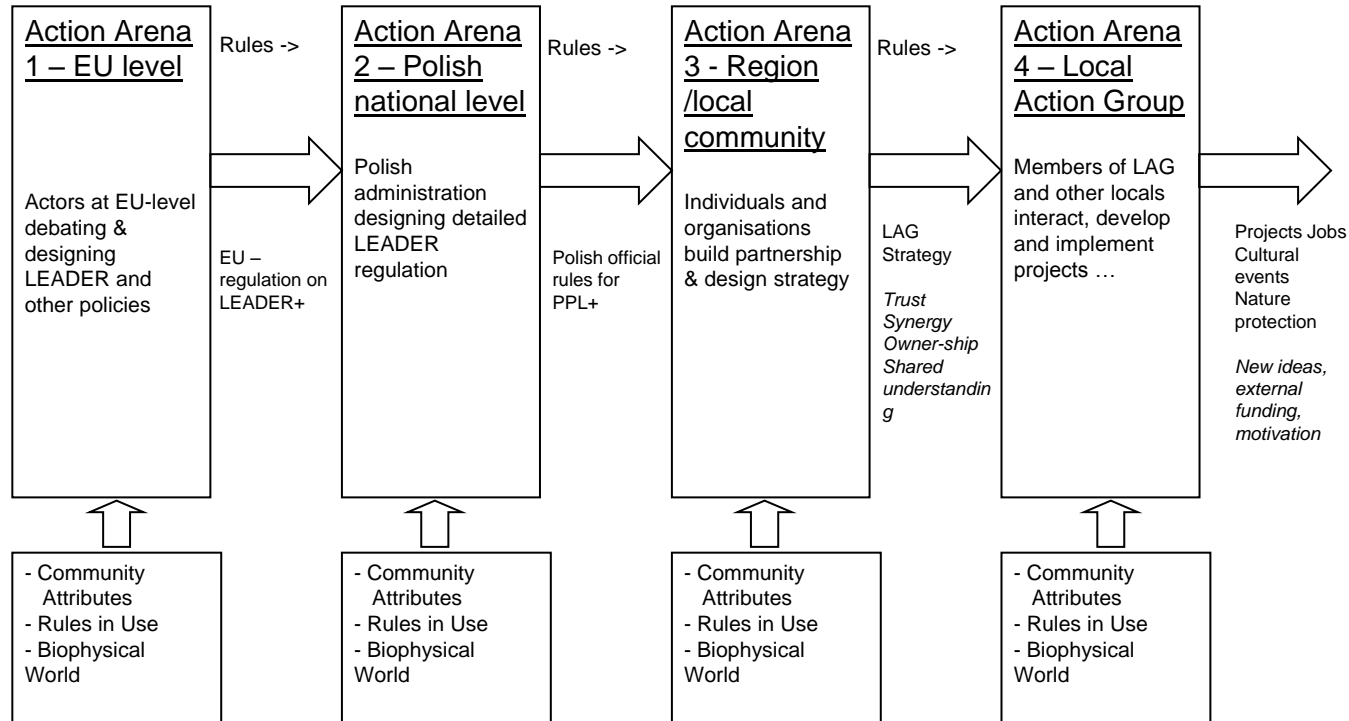 Action Arena
1 – EU level
Actors at EU-level
debating &
designing
LEADER and
other policies
Rules ->
EU –
regulation on
LEADER+
Action Arena
2 – Polish
national level
Polish
administration
designing detailed
LEADER
regulation
Rules ->
Polish official
rules for
PPL+
Action Arena
3 - Region
/local
community
Individuals and
organisations
build partnership
& design strategy
Rules ->
LAG
Strategy
Trust
Synergy
Owner-ship
Shared
understandin
g
Action Arena
4 – Local
Action Group
Members of LAG
and other locals
interact, develop
and implement
projects …
Projects Jobs
Cultural
events
Nature
protection
New ideas,
external
funding,
motivation
- Community
Attributes
- Rules in Use
- Biophysical
World
- Community
Attributes
- Rules in Use
- Biophysical
World
- Community
Attributes
- Rules in Use
- Biophysical
World
- Community
Attributes
- Rules in Use
- Biophysical
World